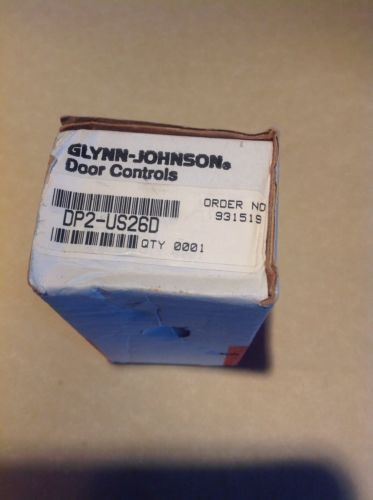 GLYNN-JOHNSON®
Door Controls
ORDER NO
931519
DP2-US26D
QTY 0001